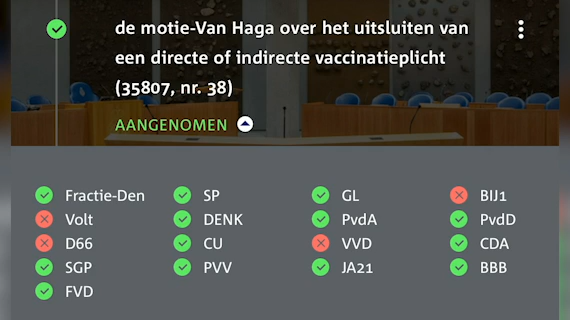 de motie-Van Haga over het uitsluiten van
een directe of indirecte vaccinatieplicht
(35807, nr. 38)
AANGENOMEN
Fractie-Den SP GL BIJ1
Volt DENK PvdA PvdD
D66 CU VVD CDA
SGP PVV JA21 BBB
FVD